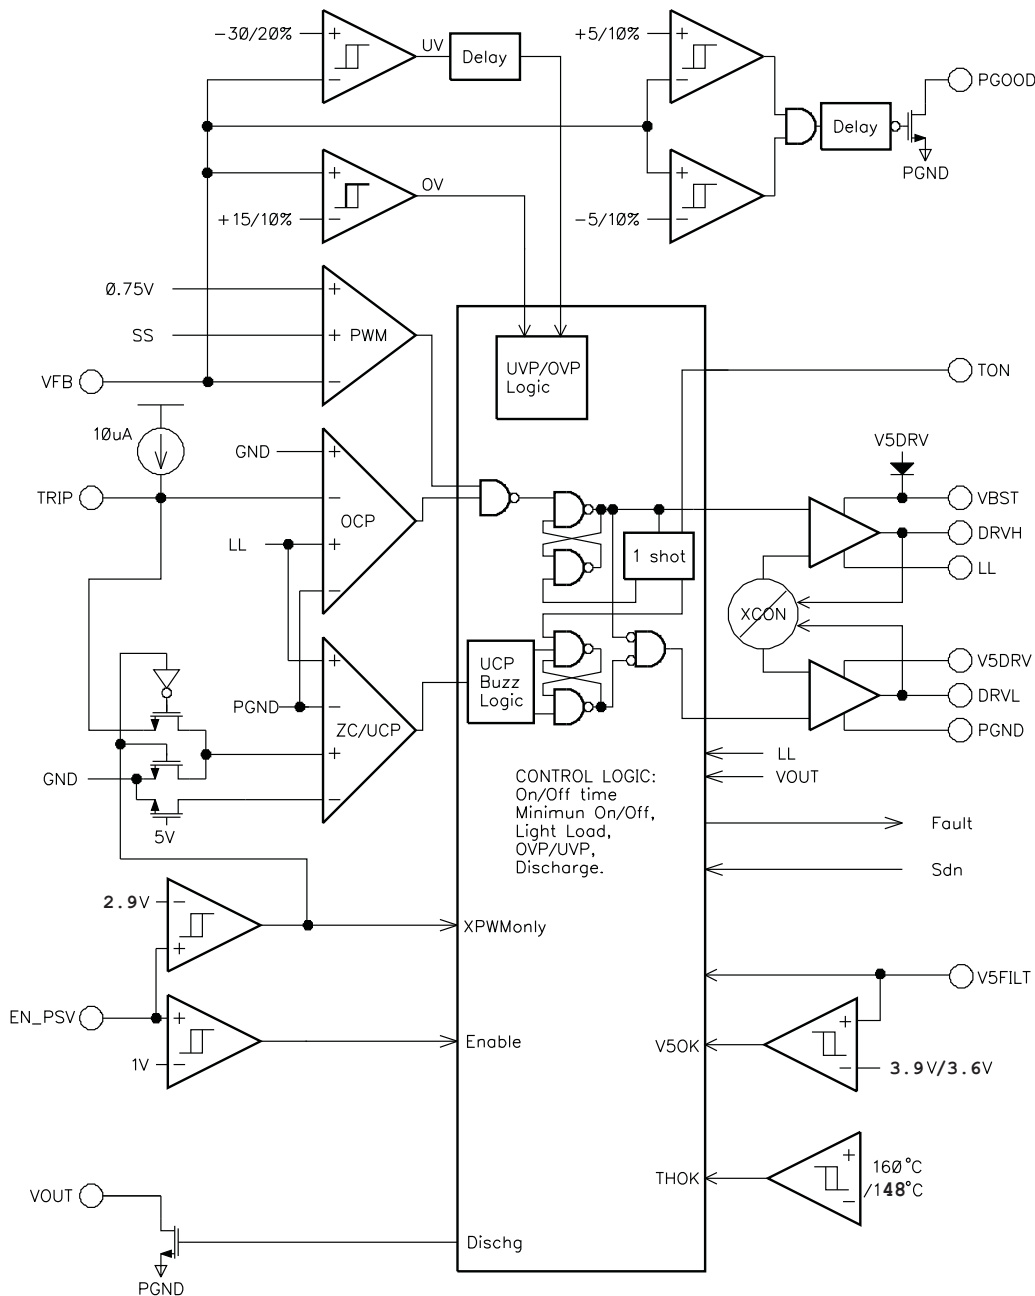 -30/20%
UV
Delay
+5/10%
PGOOD
Delay
PGND
OV
+15/10%
-5/10%
0.75V
SS
PWM
VFB
UVP/OVP
Logic
TON
10uA
GND
V5DRV
TRIP
OCP
VBST
DRVH
LL
1 shot
LL
XCON
UCP
Buzz
Logic
V5DRV
PGND
ZC/UCP
DRVL
PGND
GND
5V
LL
VOUT
CONTROL LOGIC:
On/Off time
Minimun On/Off,
Light Load,
OVP/UVP,
Discharge.
Fault
Sdn
2.9V
XPWMonly
V5FILT
EN_PSV
1V
Enable
V5OK
3.9V/3.6V
THOK
160°C
/148°C
VOUT
Dischg
PGND